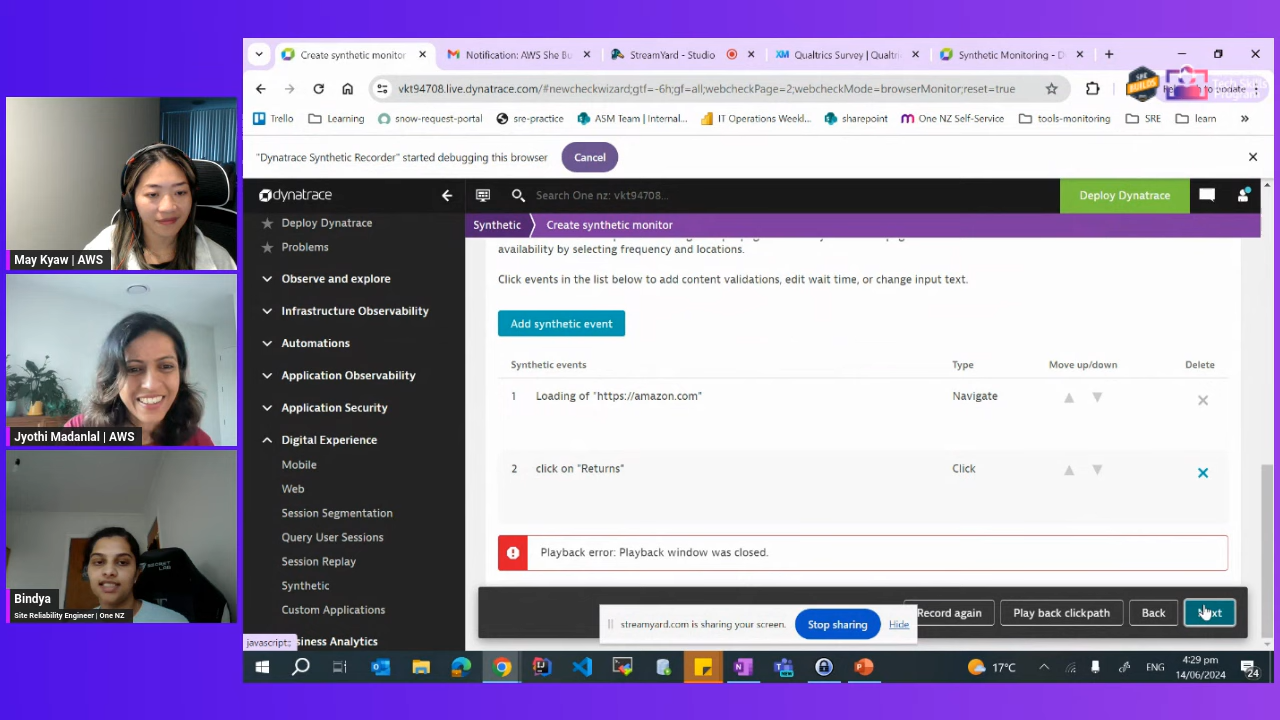 Create synthetic monitor
Notification: AWS She Bu
StreamYard - Studio
XM
Qualtrics Survey | Qualtri
Synthetic Monitoring - D
vkt94708.live.dynatrace.com/#newcheckwizard;gtf=-6h;gf=all;webcheckPage=2;webcheckMode=browserMonitor;reset=true
Tech Skills
Program
Trello
Learning
snow-request-portal
sre-practice
ASM Team | Internal...
IT Operations Weekl...
sharepoint
One NZ Self-Service
tools-monitoring
SRE
learn
"Dynatrace Synthetic Recorder" started debugging this browser
Cancel
dynatrace
Search One nz: vkt94708...
Deploy Dynatrace
Synthetic
Create synthetic monitor
Deploy Dynatrace
Problems
Observe and explore
Infrastructure Observability
Automations
Application Observability
Application Security
Digital Experience
Mobile
Web
Session Segmentation
Query User Sessions
Session Replay
Synthetic
Custom Applications
Business Analytics
javascript:
availability by selecting frequency and locations.
Click events in the list below to add content validations, edit wait time, or change input text.
Add synthetic event
Synthetic events
Type
Move up/down
Delete
1 Loading of "https://amazon.com" Navigate
2 click on "Returns" Click
Playback error: Playback window was closed.
streamyard.com is sharing your screen.
Stop sharing
Hide
Record again
Play back clickpath
Back
Next
17°C
ENG
4:29 pm
14/06/2024
24
May Kyaw | AWS
Jyothi Madanlal | AWS
SECRETLAB
Bindya
Site Reliability Engineer | One NZ